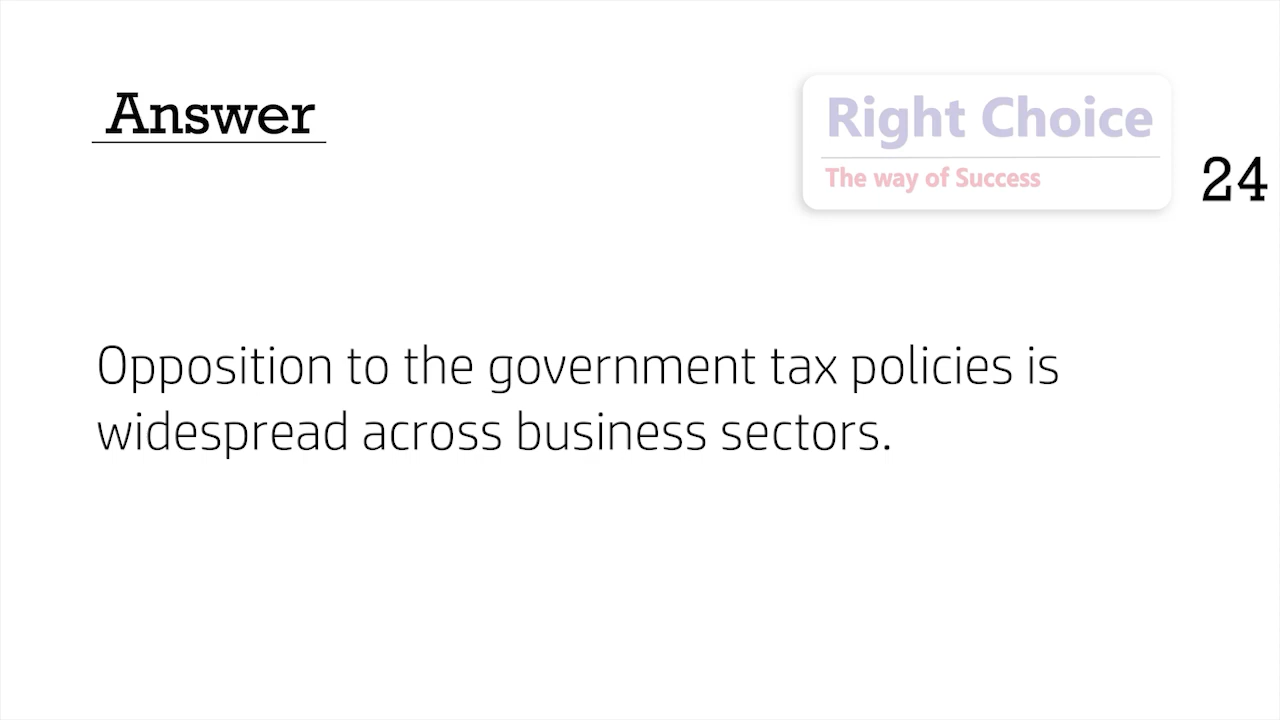 Answer
Right Choice
The way of Success
24
Opposition to the government tax policies is
widespread across business sectors.